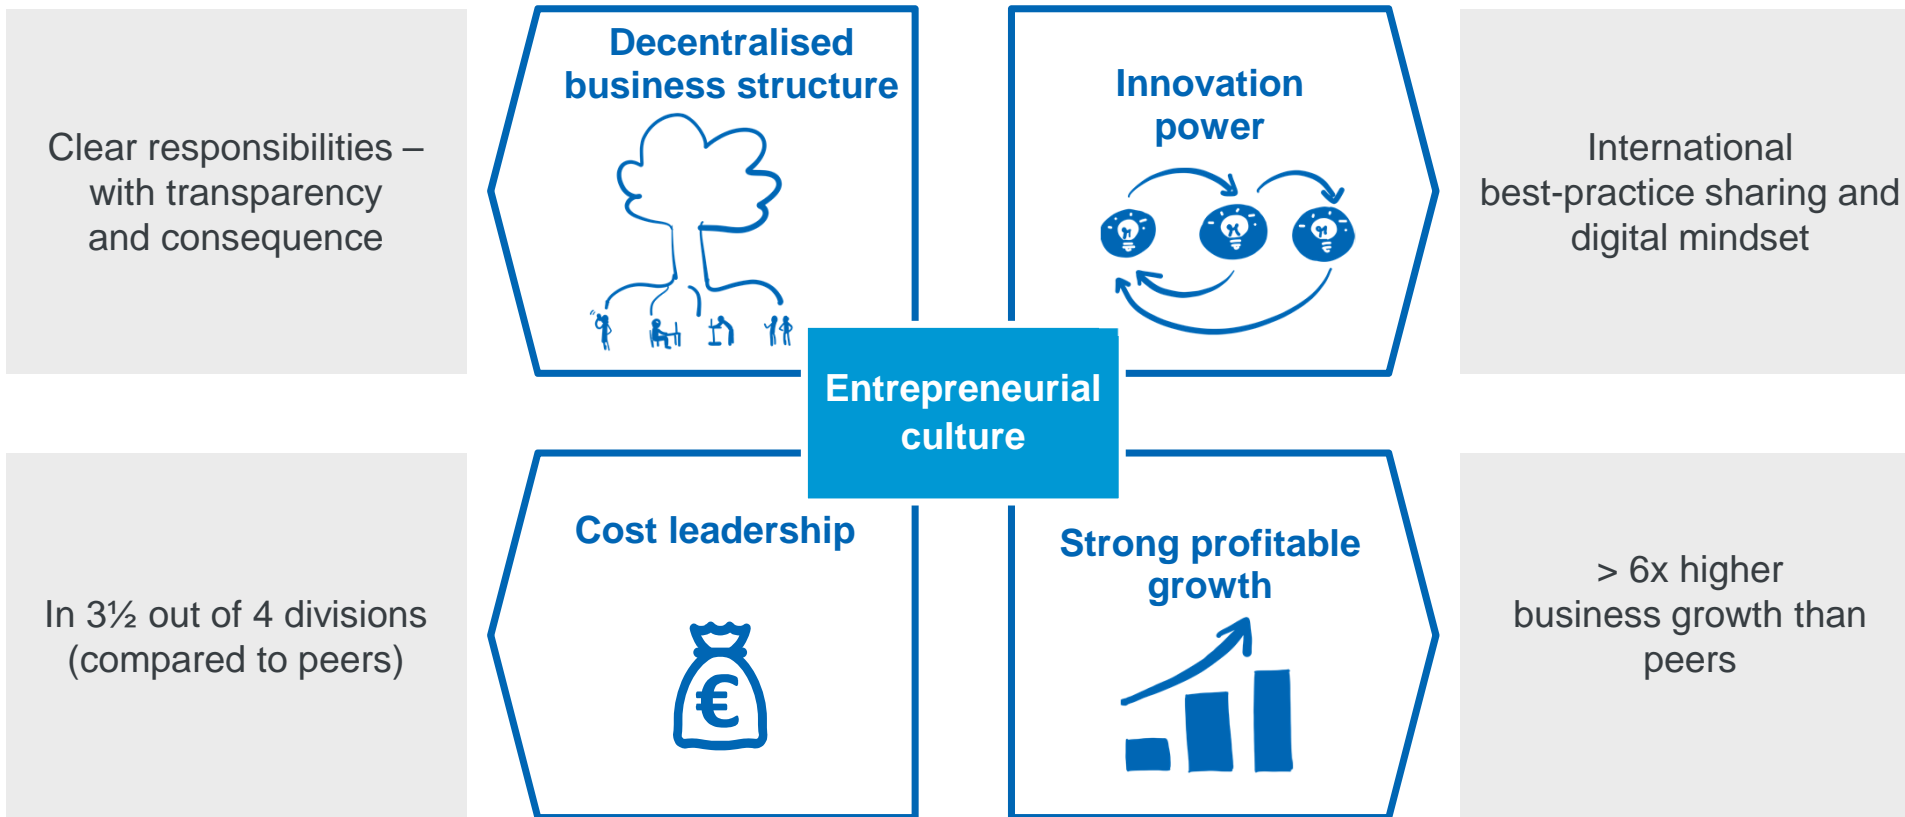 Clear responsibilities –
with transparency
and consequence
Decentralised
business structure
Innovation
power
International
best-practice sharing and
digital mindset
Entrepreneurial
culture
In 3½ out of 4 divisions
(compared to peers)
Cost leadership
€
Strong profitable
growth
> 6x higher
business growth than
peers